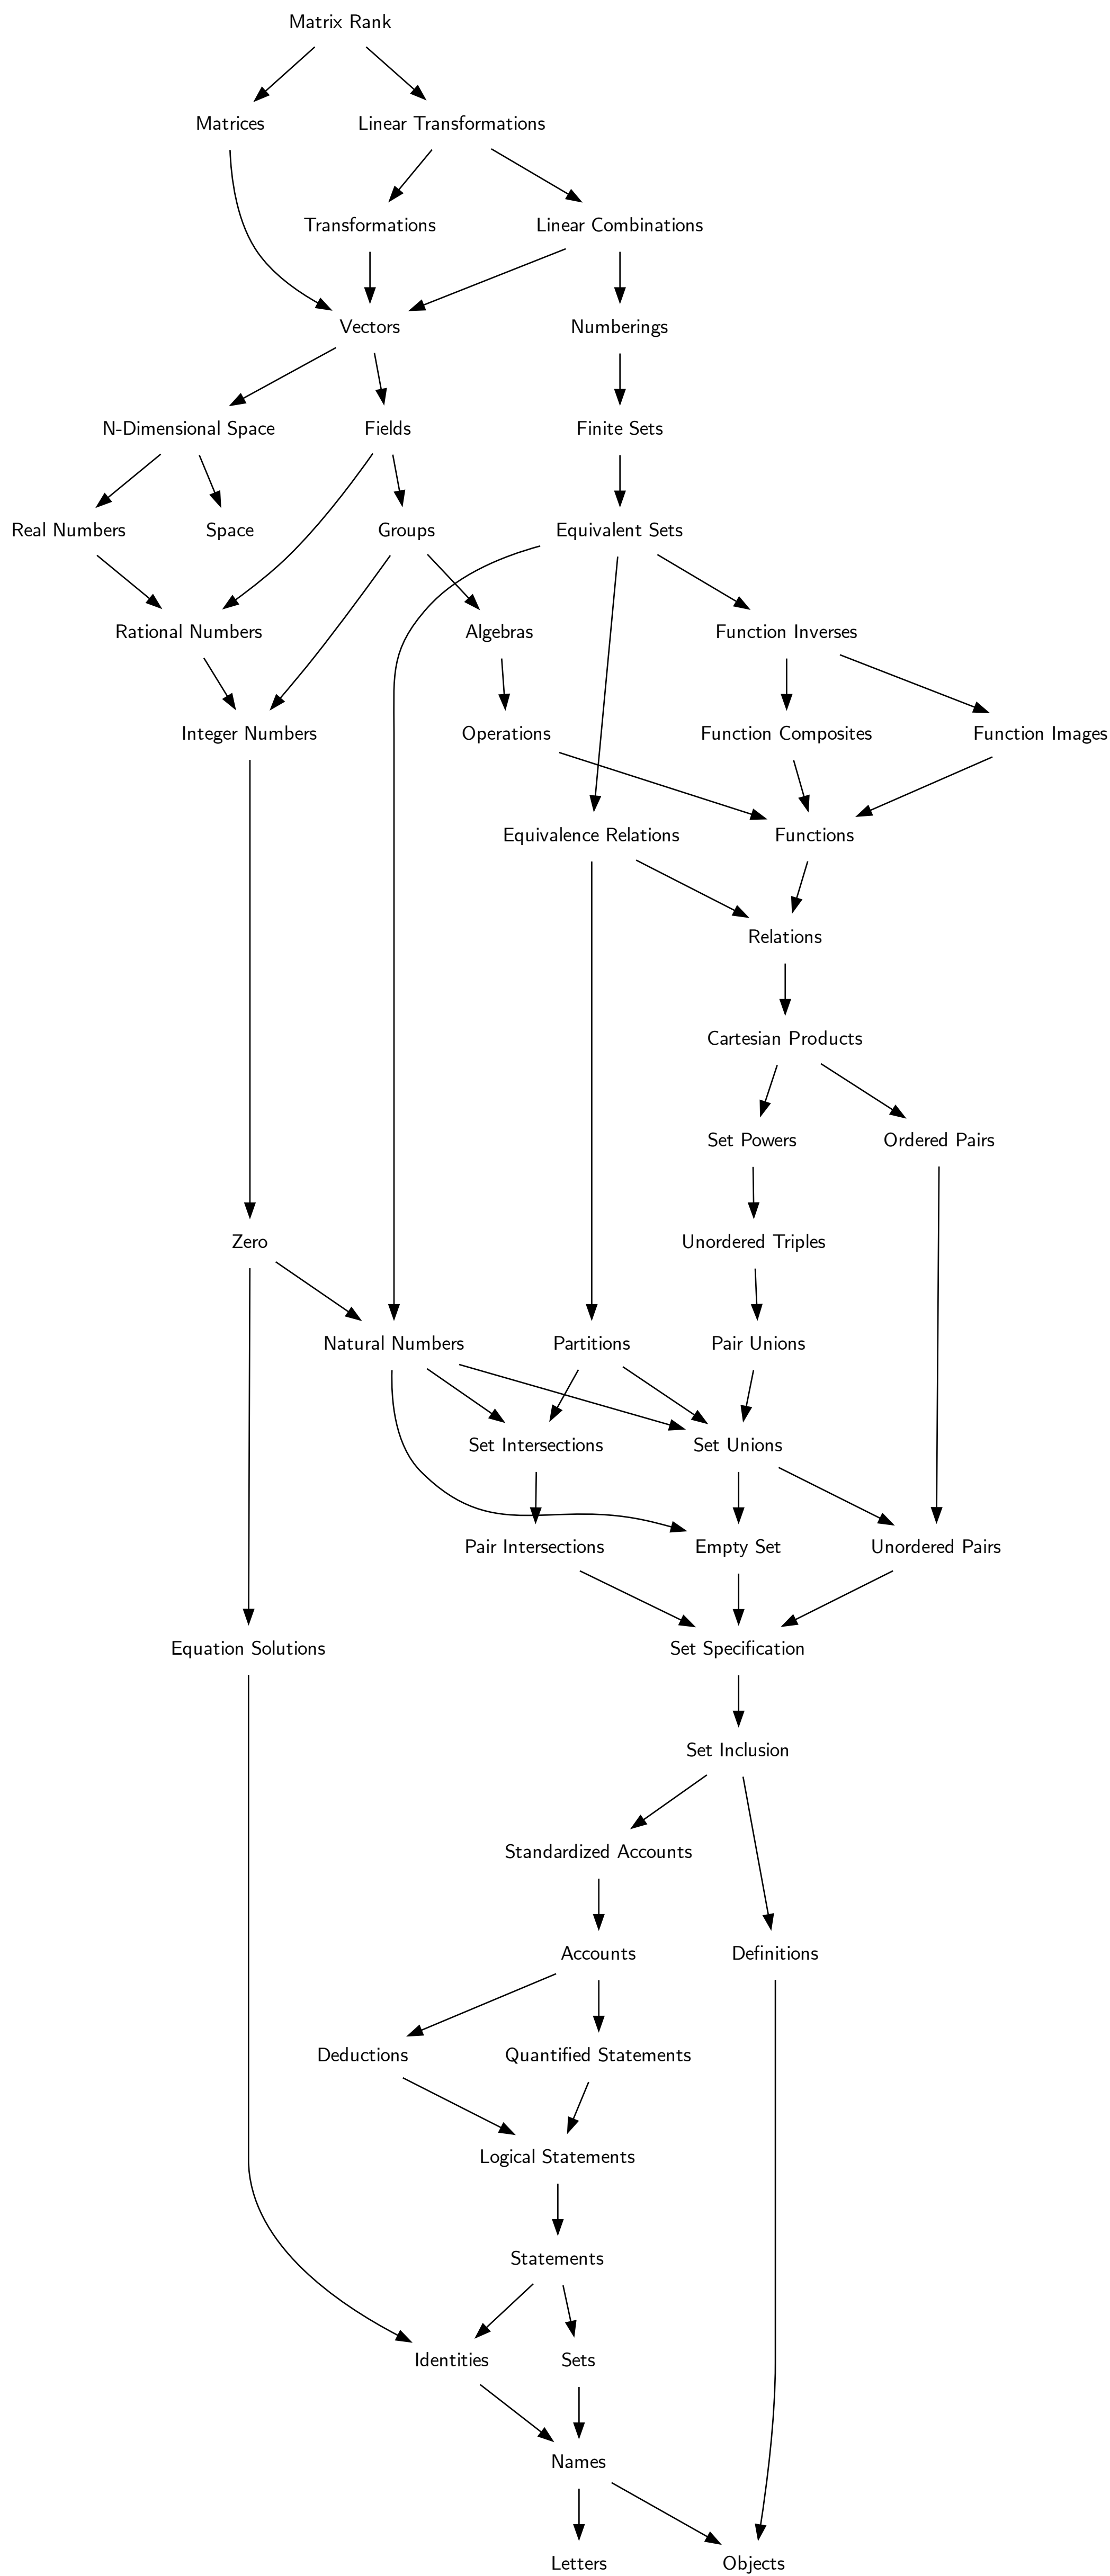 Matrix Rank
Matrices
Linear Transformations
Transformations
Linear Combinations
Vectors
Numberings
N-Dimensional Space
Fields
Finite Sets
Real Numbers
Space
Groups
Equivalent Sets
Rational Numbers
Algebras
Function Inverses
Integer Numbers
Operations
Function Composites
Function Images
Equivalence Relations
Functions
Relations
Cartesian Products
Set Powers
Ordered Pairs
Zero
Unordered Triples
Natural Numbers
Partitions
Pair Unions
Set Intersections
Set Unions
Pair Intersections
Empty Set
Unordered Pairs
Equation Solutions
Set Specification
Set Inclusion
Standardized Accounts
Accounts
Definitions
Deductions
Quantified Statements
Logical Statements
Statements
Identities
Sets
Names
Letters
Objects